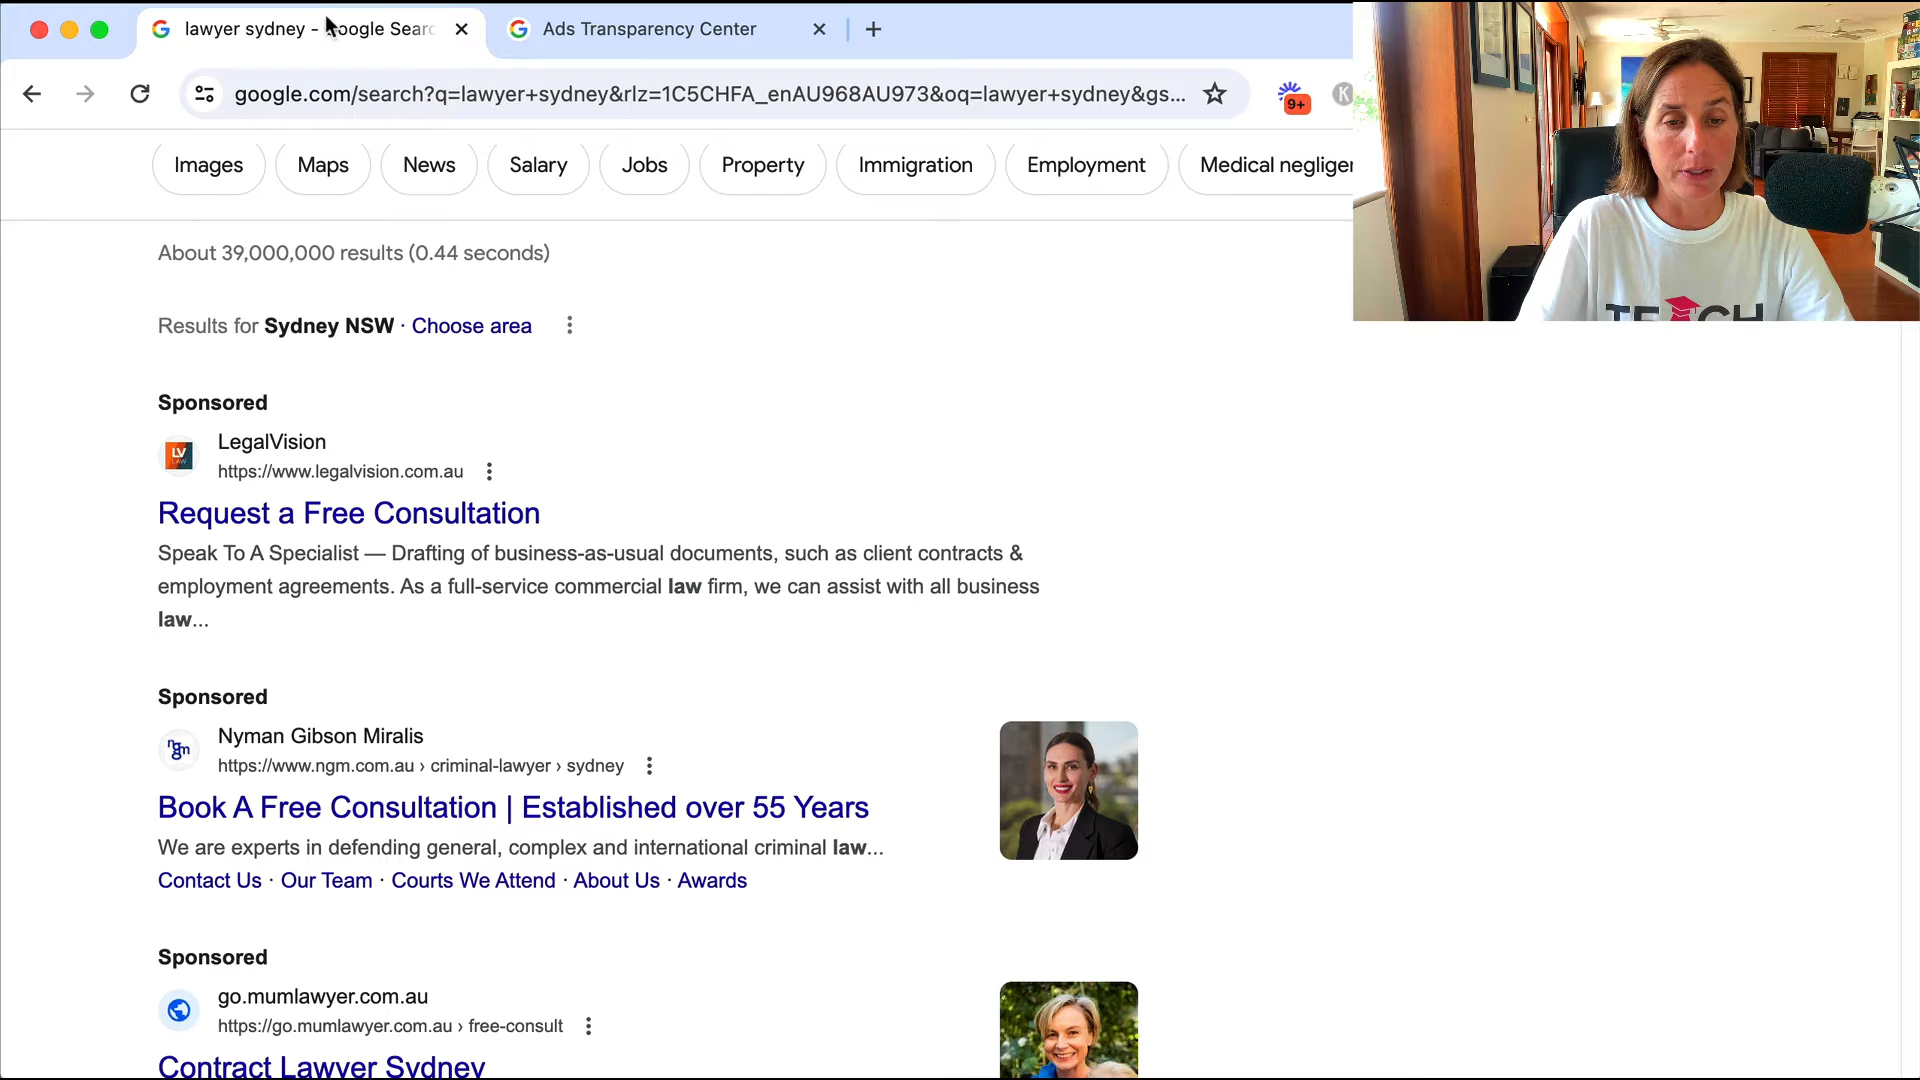 lawyer sydney - Google Searc
Ads Transparency Center
google.com/search?q=lawyer+sydney&rlz=1C5CHFA_enAU968AU973&oq=lawyer+sydney&gs...
9+
K
Images
Maps
News
Salary
Jobs
Property
Immigration
Employment
Medical negligen
About 39,000,000 results (0.44 seconds)
Results for Sydney NSW · Choose area
Sponsored
LV
LAW
LegalVision
https://www.legalvision.com.au
Request a Free Consultation
Speak To A Specialist — Drafting of business-as-usual documents, such as client contracts &
employment agreements. As a full-service commercial law firm, we can assist with all business
law...
Sponsored
ngm
Nyman Gibson Miralis
https://www.ngm.com.au › criminal-lawyer › sydney
Book A Free Consultation | Established over 55 Years
We are experts in defending general, complex and international criminal law...
Contact Us · Our Team · Courts We Attend · About Us · Awards
Sponsored
go.mumlawyer.com.au
https://go.mumlawyer.com.au › free-consult
Contract Lawyer Sydney
TEACH